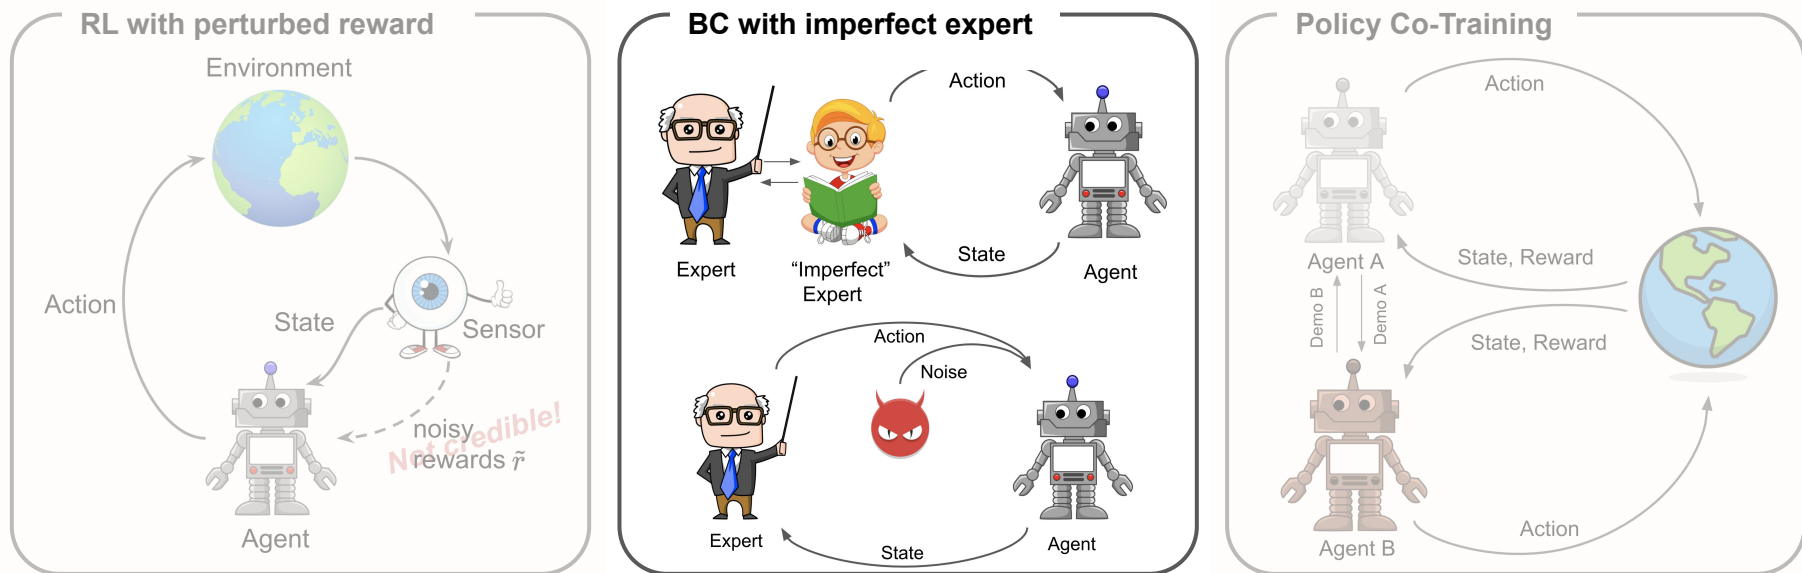 RL with perturbed reward
Environment
Action
State
Sensor
Not credible!
noisy
rewards r̃
Agent
BC with imperfect expert
Action
Expert
“Imperfect”
Expert
State
Agent
Action
Noise
Expert
State
Agent
Policy Co-Training
Action
Agent A
State, Reward
Demo B
Demo A
State, Reward
Agent B
Action